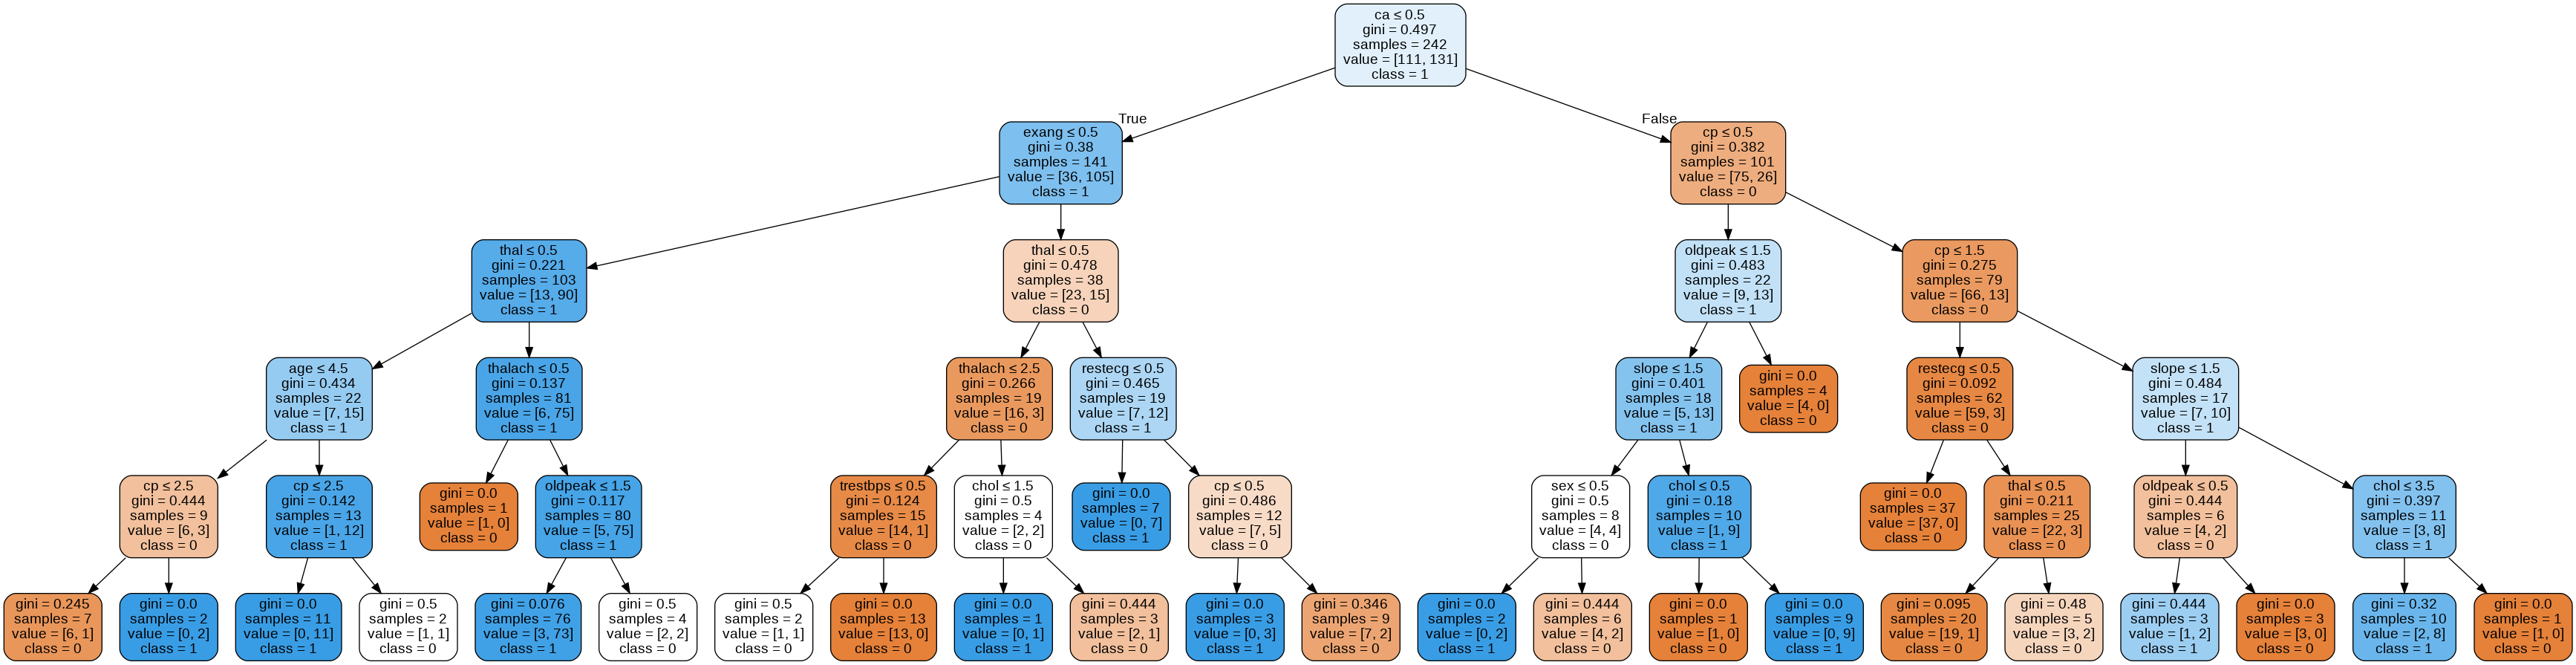 ca ≤ 0.5
gini = 0.497
samples = 242
value = [111, 131]
class = 1
True
False
exang ≤ 0.5
gini = 0.38
samples = 141
value = [36, 105]
class = 1
cp ≤ 0.5
gini = 0.382
samples = 101
value = [75, 26]
class = 0
thal ≤ 0.5
gini = 0.221
samples = 103
value = [13, 90]
class = 1
thal ≤ 0.5
gini = 0.478
samples = 38
value = [23, 15]
class = 0
oldpeak ≤ 1.5
gini = 0.483
samples = 22
value = [9, 13]
class = 1
cp ≤ 1.5
gini = 0.275
samples = 79
value = [66, 13]
class = 0
age ≤ 4.5
gini = 0.434
samples = 22
value = [7, 15]
class = 1
thalach ≤ 0.5
gini = 0.137
samples = 81
value = [6, 75]
class = 1
thalach ≤ 2.5
gini = 0.266
samples = 19
value = [16, 3]
class = 0
restecg ≤ 0.5
gini = 0.465
samples = 19
value = [7, 12]
class = 1
slope ≤ 1.5
gini = 0.401
samples = 18
value = [5, 13]
class = 1
gini = 0.0
samples = 4
value = [4, 0]
class = 0
restecg ≤ 0.5
gini = 0.092
samples = 62
value = [59, 3]
class = 0
slope ≤ 1.5
gini = 0.484
samples = 17
value = [7, 10]
class = 1
cp ≤ 2.5
gini = 0.444
samples = 9
value = [6, 3]
class = 0
cp ≤ 2.5
gini = 0.142
samples = 13
value = [1, 12]
class = 1
gini = 0.0
samples = 1
value = [1, 0]
class = 0
oldpeak ≤ 1.5
gini = 0.117
samples = 80
value = [5, 75]
class = 1
trestbps ≤ 0.5
gini = 0.124
samples = 15
value = [14, 1]
class = 0
chol ≤ 1.5
gini = 0.5
samples = 4
value = [2, 2]
class = 0
gini = 0.0
samples = 7
value = [0, 7]
class = 1
cp ≤ 0.5
gini = 0.486
samples = 12
value = [7, 5]
class = 0
sex ≤ 0.5
gini = 0.5
samples = 8
value = [4, 4]
class = 0
chol ≤ 0.5
gini = 0.18
samples = 10
value = [1, 9]
class = 1
gini = 0.0
samples = 37
value = [37, 0]
class = 0
thal ≤ 0.5
gini = 0.211
samples = 25
value = [22, 3]
class = 0
oldpeak ≤ 0.5
gini = 0.444
samples = 6
value = [4, 2]
class = 0
chol ≤ 3.5
gini = 0.397
samples = 11
value = [3, 8]
class = 1
gini = 0.245
samples = 7
value = [6, 1]
class = 0
gini = 0.0
samples = 2
value = [0, 2]
class = 1
gini = 0.0
samples = 11
value = [0, 11]
class = 1
gini = 0.5
samples = 2
value = [1, 1]
class = 0
gini = 0.076
samples = 76
value = [3, 73]
class = 1
gini = 0.5
samples = 4
value = [2, 2]
class = 0
gini = 0.5
samples = 2
value = [1, 1]
class = 0
gini = 0.0
samples = 13
value = [13, 0]
class = 0
gini = 0.0
samples = 1
value = [0, 1]
class = 1
gini = 0.444
samples = 3
value = [2, 1]
class = 0
gini = 0.0
samples = 3
value = [0, 3]
class = 1
gini = 0.346
samples = 9
value = [7, 2]
class = 0
gini = 0.0
samples = 2
value = [0, 2]
class = 1
gini = 0.444
samples = 6
value = [4, 2]
class = 0
gini = 0.0
samples = 1
value = [1, 0]
class = 0
gini = 0.0
samples = 9
value = [0, 9]
class = 1
gini = 0.095
samples = 20
value = [19, 1]
class = 0
gini = 0.48
samples = 5
value = [3, 2]
class = 0
gini = 0.444
samples = 3
value = [1, 2]
class = 1
gini = 0.0
samples = 3
value = [3, 0]
class = 0
gini = 0.32
samples = 10
value = [2, 8]
class = 1
gini = 0.0
samples = 1
value = [1, 0]
class = 0